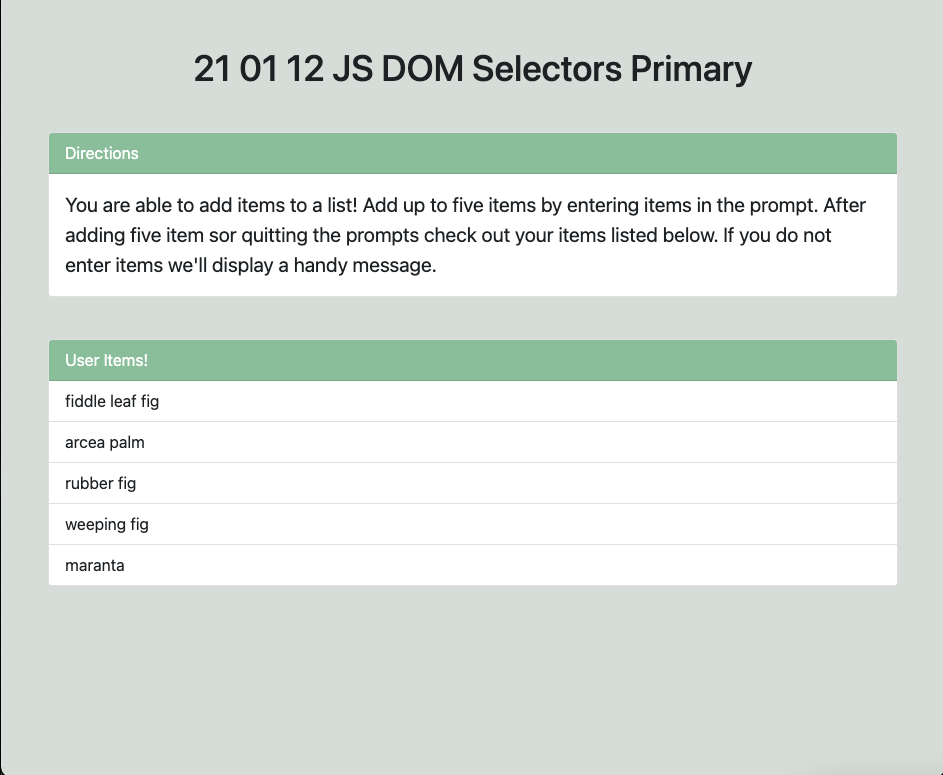 21 01 12 JS DOM Selectors Primary
Directions
You are able to add items to a list! Add up to five items by entering items in the prompt. After
adding five item sor quitting the prompts check out your items listed below. If you do not
enter items we'll display a handy message.
User Items!
fiddle leaf fig
arcea palm
rubber fig
weeping fig
maranta